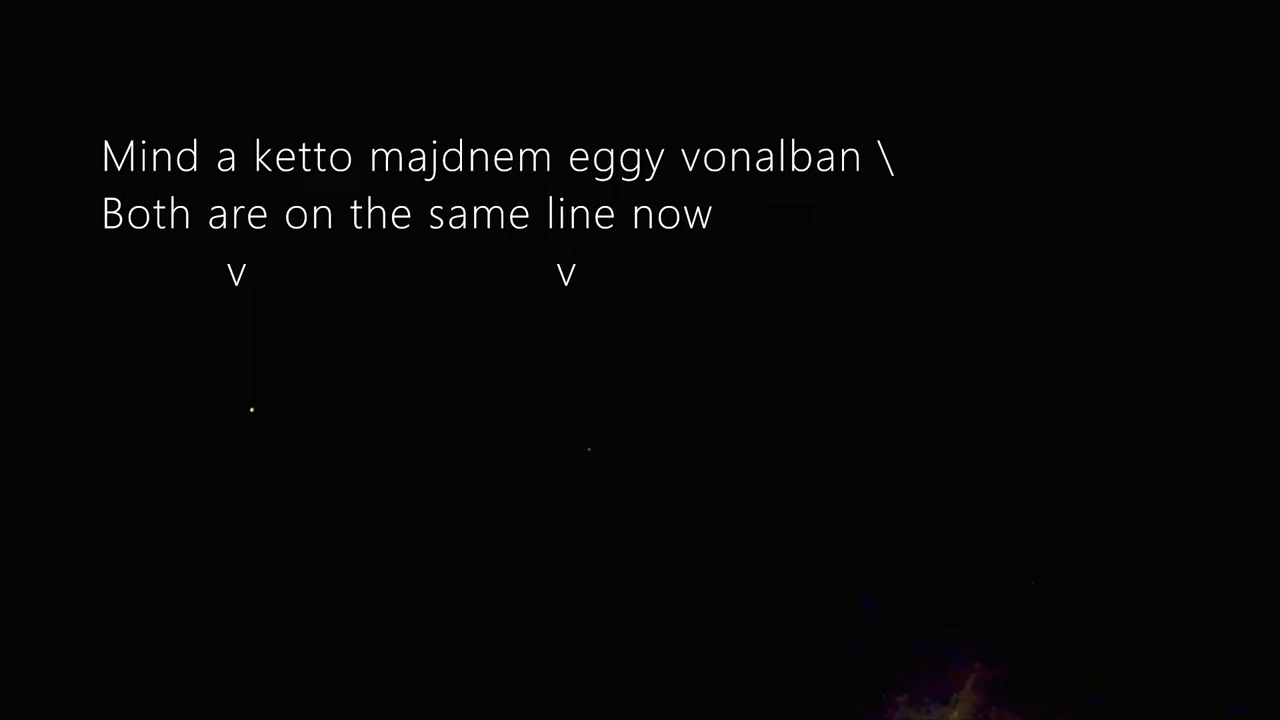 Mind a ketto majdnem eggy vonalban \
Both are on the same line now
v v